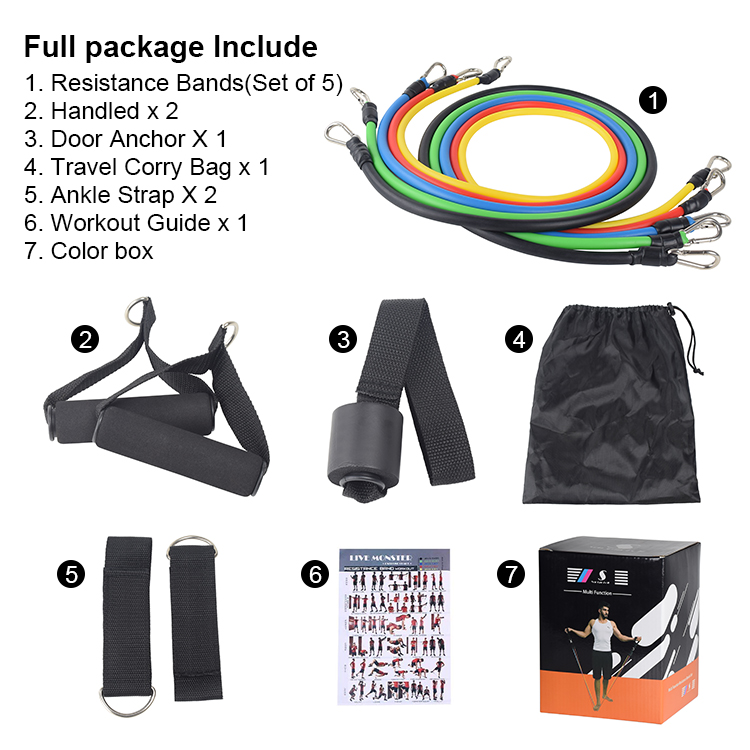 Full package Include
1. Resistance Bands(Set of 5)
2. Handled x 2
3. Door Anchor X 1
4. Travel Corry Bag x 1
5. Ankle Strap X 2
6. Workout Guide x 1
7. Color box
1
2
3
4
5
6
7
LIVE MONSTER
RESISTANCE BAND WORKOUT
S
Multi Function